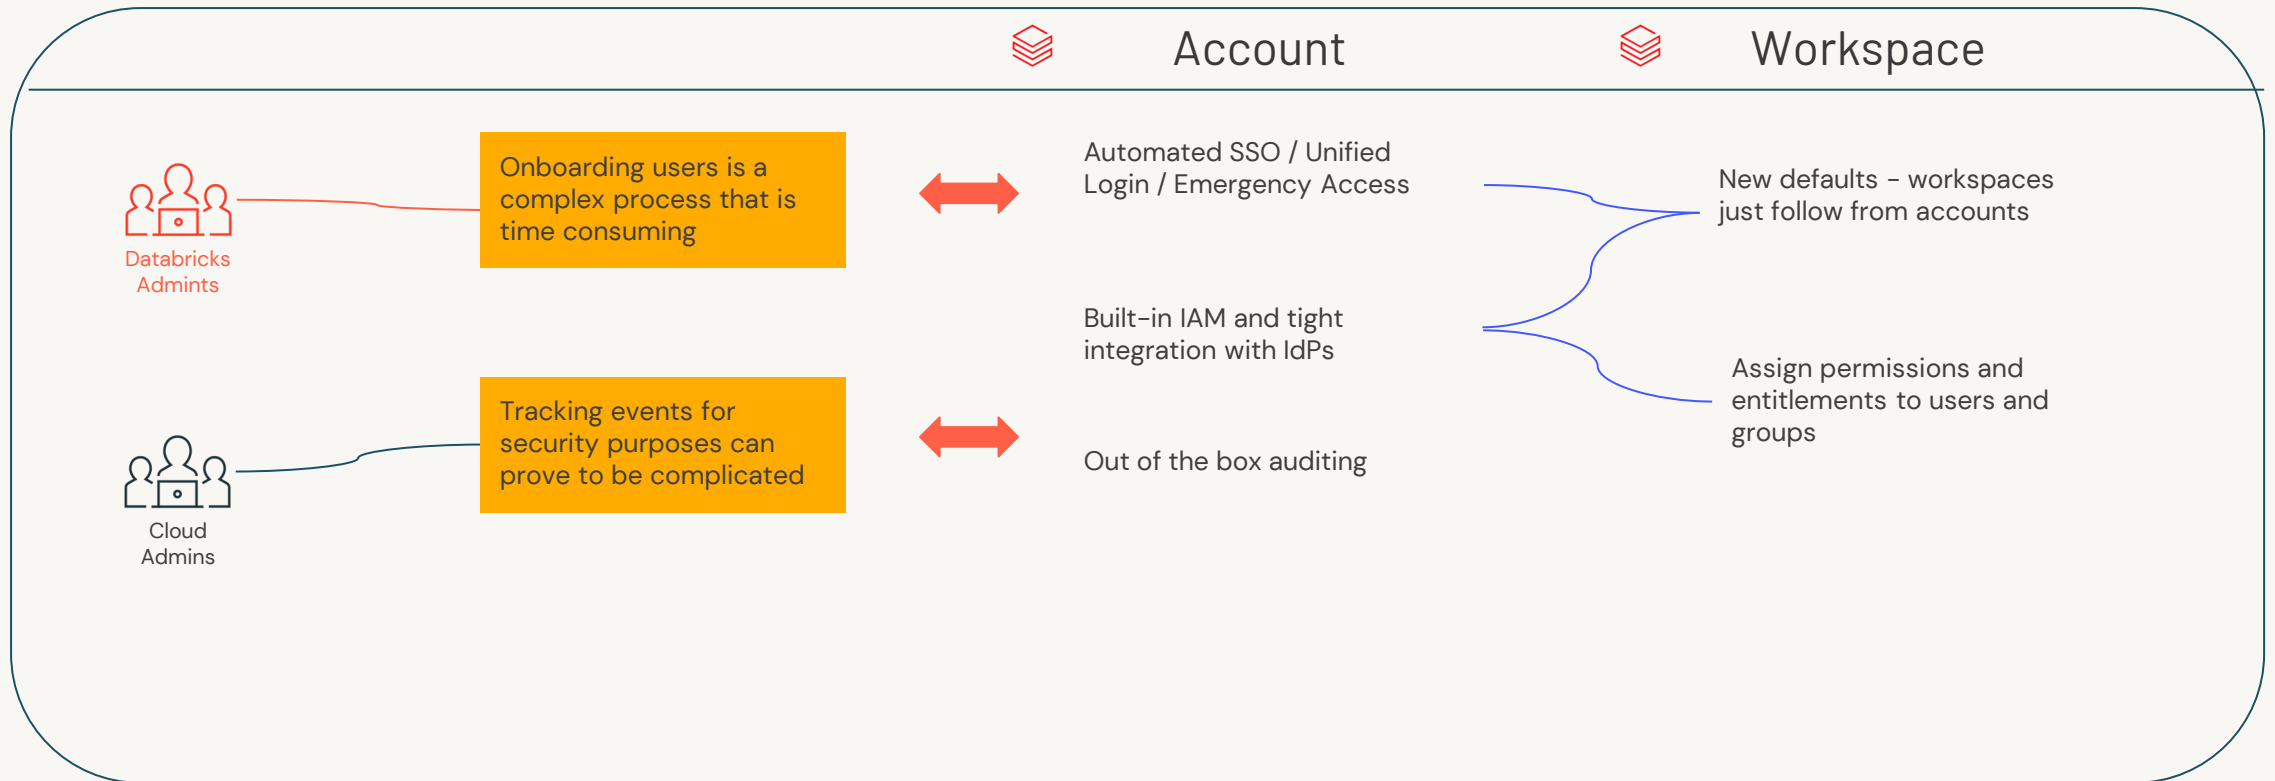 Account
Workspace
Databricks
Admints
Onboarding users is a
complex process that is
time consuming
Automated SSO / Unified
Login / Emergency Access
New defaults - workspaces
just follow from accounts
Built-in IAM and tight
integration with IdPs
Assign permissions and
entitlements to users and
groups
Cloud
Admins
Tracking events for
security purposes can
prove to be complicated
Out of the box auditing